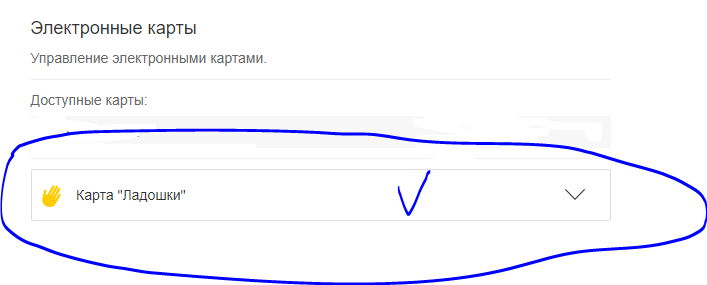 Электронные карты
Управление электронными картами.
Доступные карты:
Карта "Ладошки"